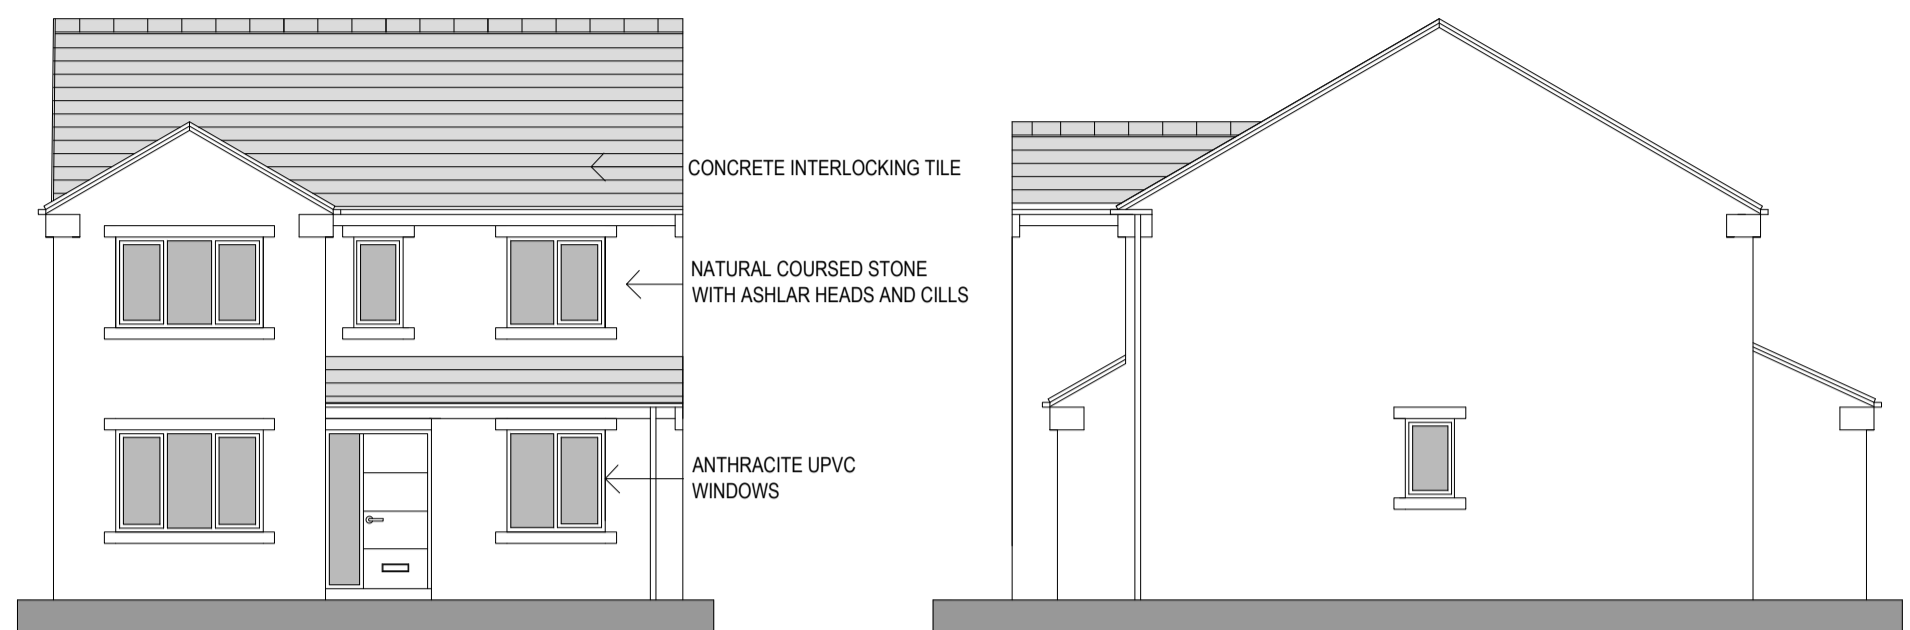 CONCRETE INTERLOCKING TILE
NATURAL COURSED STONE
WITH ASHLAR HEADS AND CILLS
ANTHRACITE UPVC
WINDOWS